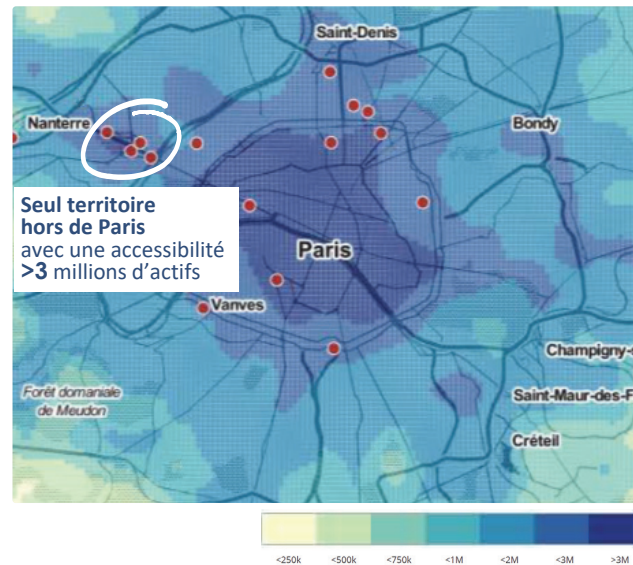 Saint-Denis
Nanterre
Bondy
Seul territoire
hors de Paris
avec une accessibilité
>3 millions d'actifs
Paris
Vanves
Champigny-s
Forêt domaniale
de Meudon
Saint-Maur-des-F
Créteil
<250k <500k <750k <1M <2M <3M >3M